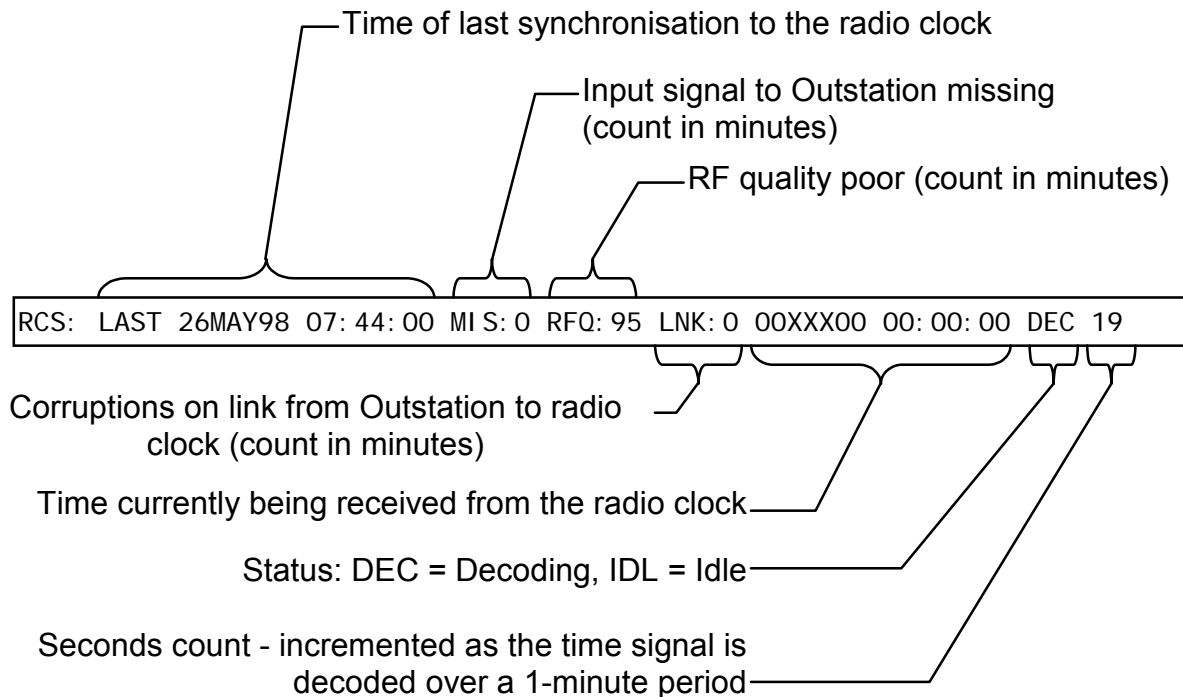 Time of last synchronisation to the radio clock
Input signal to Outstation missing
(count in minutes)
RF quality poor (count in minutes)
RCS: LAST 26MAY98 07:44:00 MIS:0 RFQ:95 LNK:0 00XXX00 00:00:00 DEC 19
Corruptions on link from Outstation to radio
clock (count in minutes)
Time currently being received from the radio clock
Status: DEC = Decoding, IDL = Idle
Seconds count - incremented as the time signal is
decoded over a 1-minute period